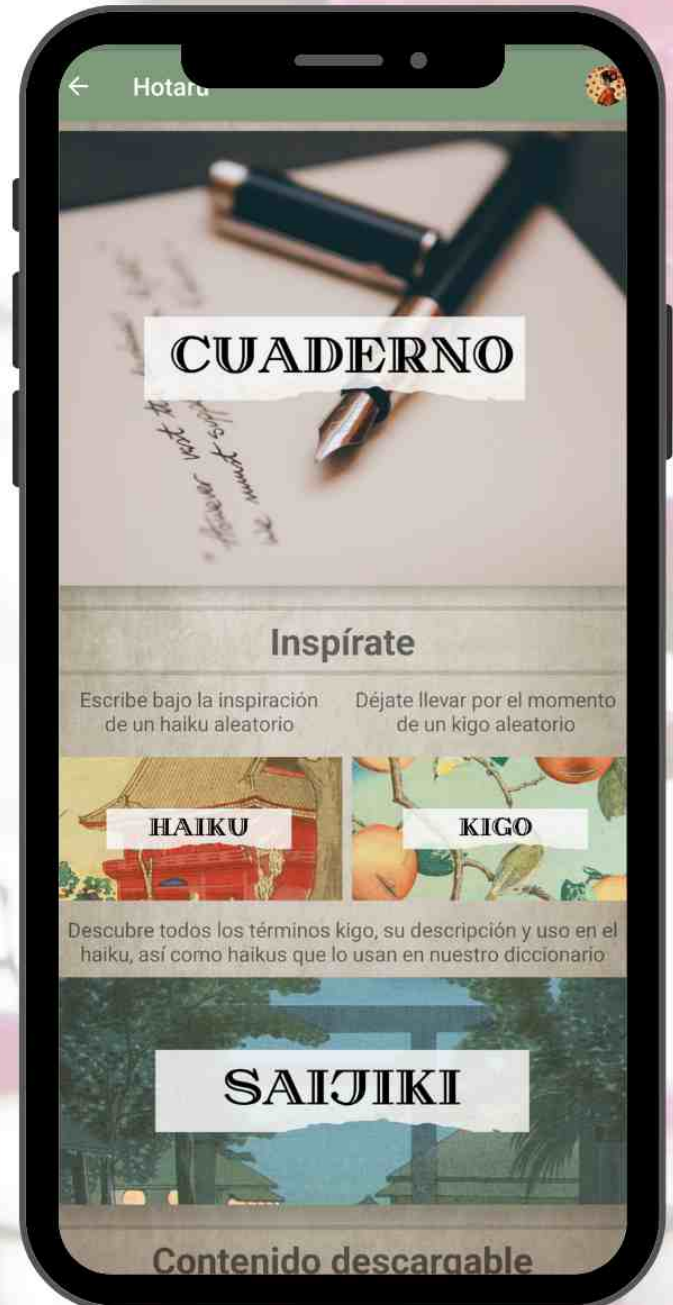 Hotaru
CUADERNO
Inspírate
Escribe bajo la inspiración
de un haiku aleatorio
Déjate llevar por el momento
de un kigo aleatorio
HAIKU
KIGO
Descubre todos los términos kigo, su descripción y uso en el
haiku, así como haikus que lo usan en nuestro diccionario
SAIJIKI
Contenido descargable